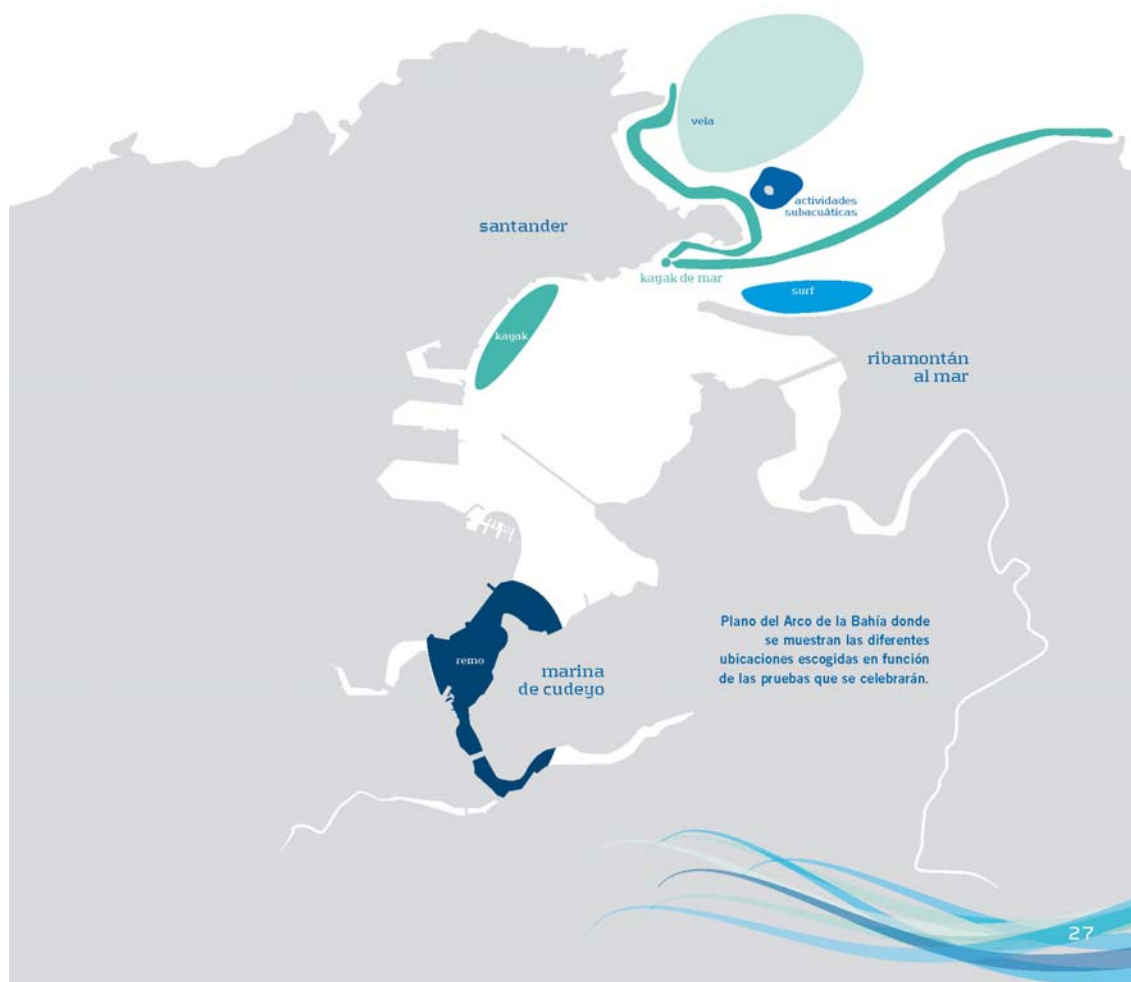 vela
actividades
subacuáticas
santander
kayak de mar
surf
kayak
ribamontán
al mar
Plano del Arco de la Bahía donde
se muestran las diferentes
ubicaciones escogidas en función
de las pruebas que se celebrarán.
remo
marina
de cudeyo
27